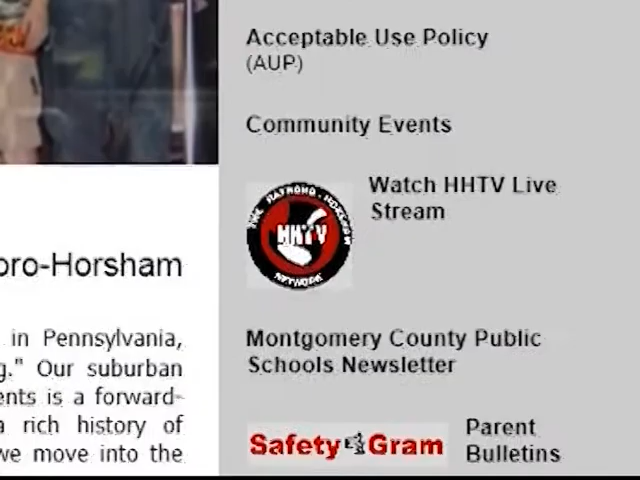 Acceptable Use Policy
(AUP)
Community Events
Watch HHTV Live
Stream
HHTV
NETWORK
oro-Horsham
in Pennsylvania,
g." Our suburban
ents is a forward-
a rich history of
we move into the
Montgomery County Public
Schools Newsletter
Safety Gram
Parent
Bulletins